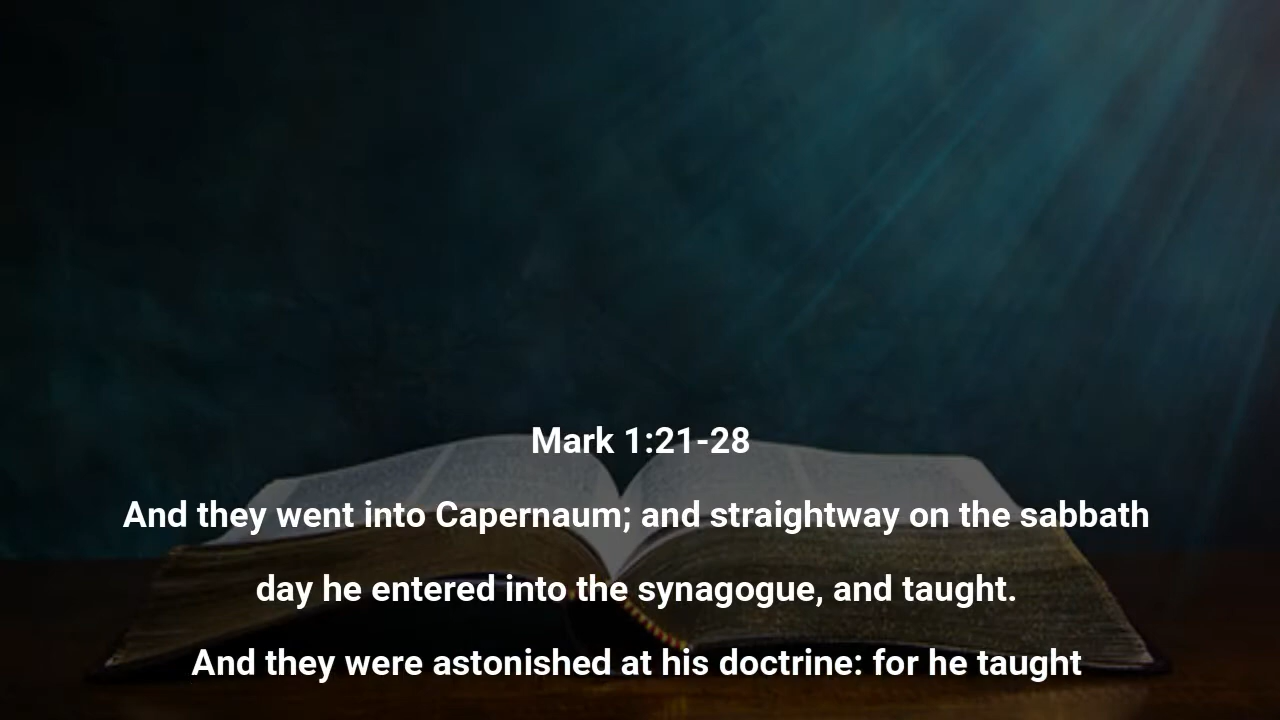 Mark 1:21-28
And they went into Capernaum; and straightway on the sabbath
day he entered into the synagogue, and taught.
And they were astonished at his doctrine: for he taught